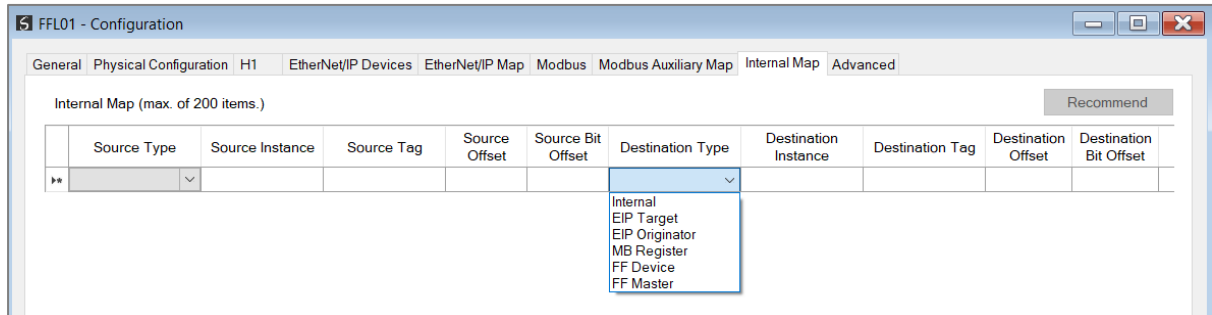 FFL01 - Configuration
General Physical Configuration H1 EtherNet/IP Devices EtherNet/IP Map Modbus Modbus Auxiliary Map Internal Map Advanced
Internal Map (max. of 200 items.) Recommend
Source Type Source Instance Source Tag Source Offset Source Bit Offset Destination Type Destination Instance Destination Tag Destination Offset Destination Bit Offset
Internal
EIP Target
EIP Originator
MB Register
FF Device
FF Master